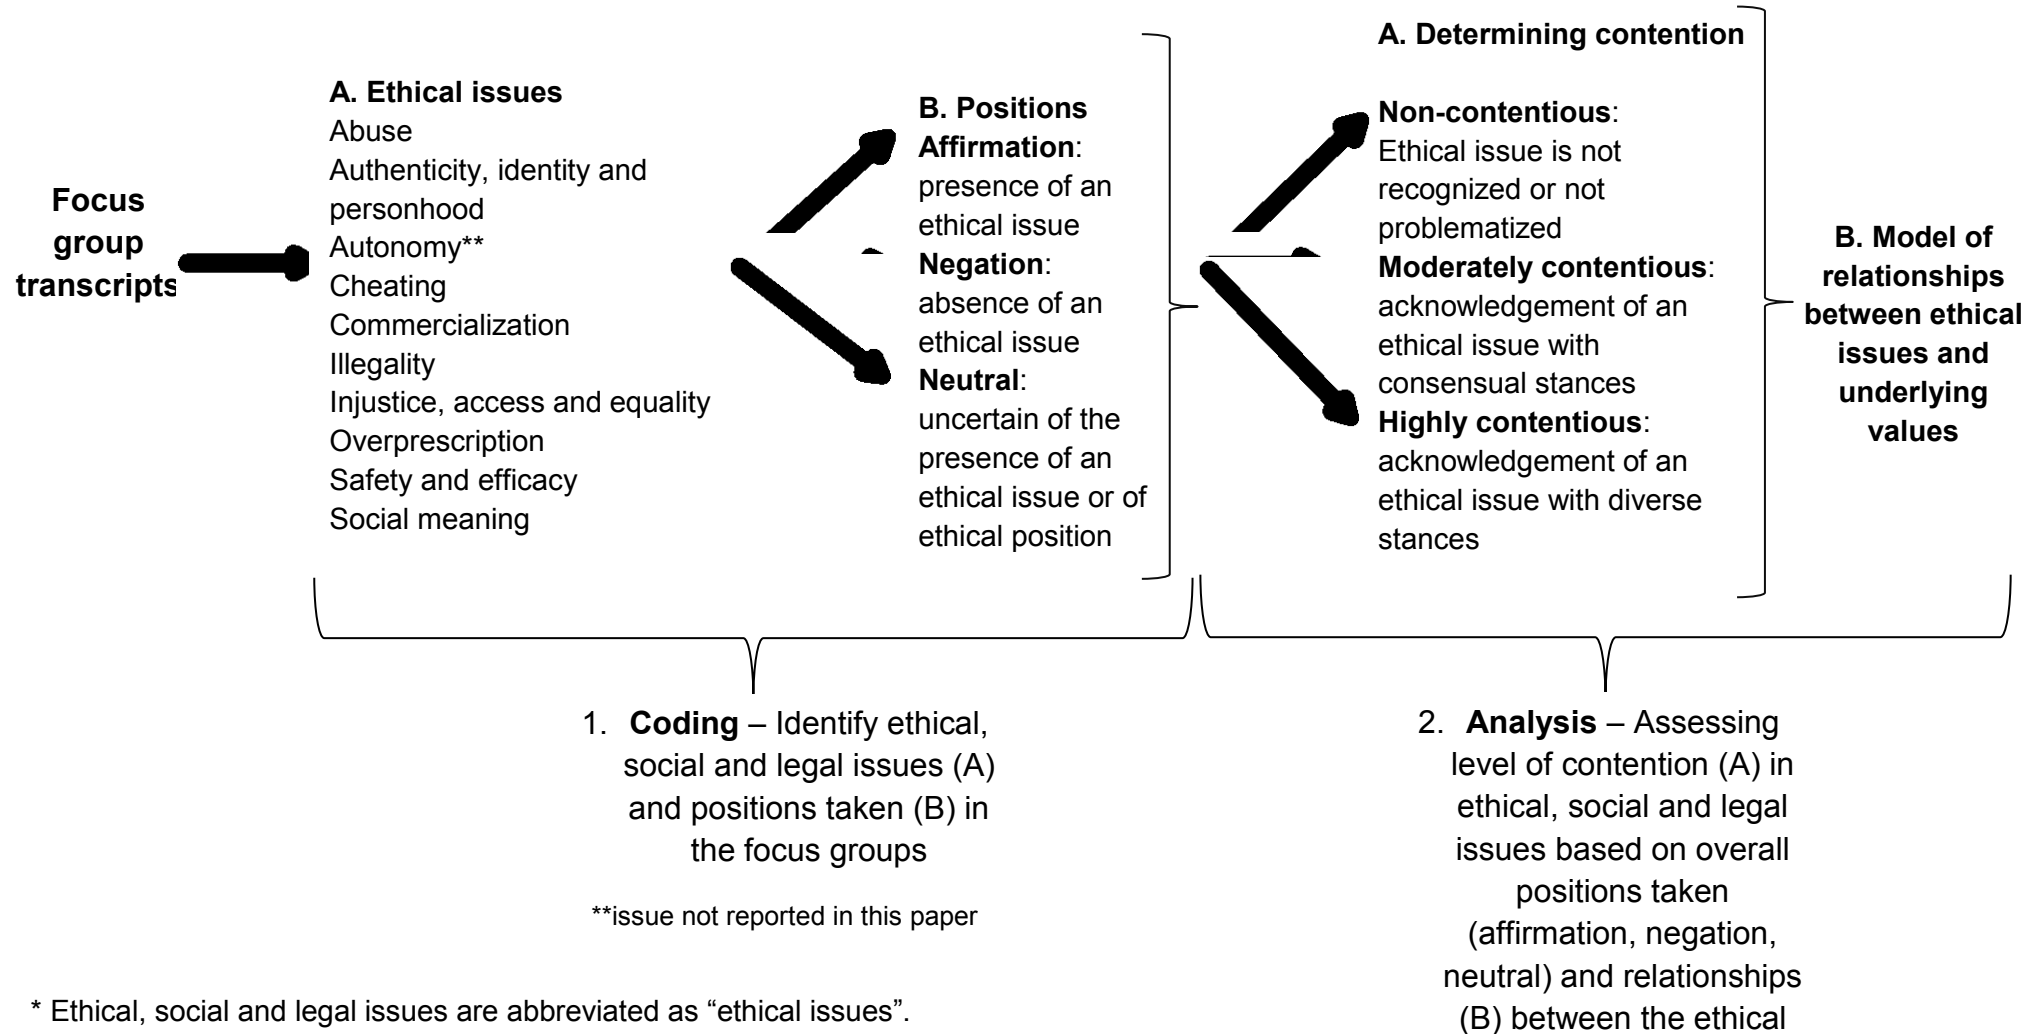 Focus
group
transcripts
A. Ethical issues
Abuse
Authenticity, identity and
personhood
Autonomy**
Cheating
Commercialization
Illegality
Injustice, access and equality
Overprescription
Safety and efficacy
Social meaning
B. Positions
Affirmation:
presence of an
ethical issue
Negation:
absence of an
ethical issue
Neutral:
uncertain of the
presence of an
ethical issue or of
ethical position
A. Determining contention
Non-contentious:
Ethical issue is not
recognized or not
problematized
Moderately contentious:
acknowledgement of an
ethical issue with
consensual stances
Highly contentious:
acknowledgement of an
ethical issue with diverse
stances
B. Model of
relationships
between ethical
issues and
underlying
values
1. Coding – Identify ethical,
social and legal issues (A)
and positions taken (B) in
the focus groups
**issue not reported in this paper
2. Analysis – Assessing
level of contention (A) in
ethical, social and legal
issues based on overall
positions taken
(affirmation, negation,
neutral) and relationships
(B) between the ethical
* Ethical, social and legal issues are abbreviated as “ethical issues”.